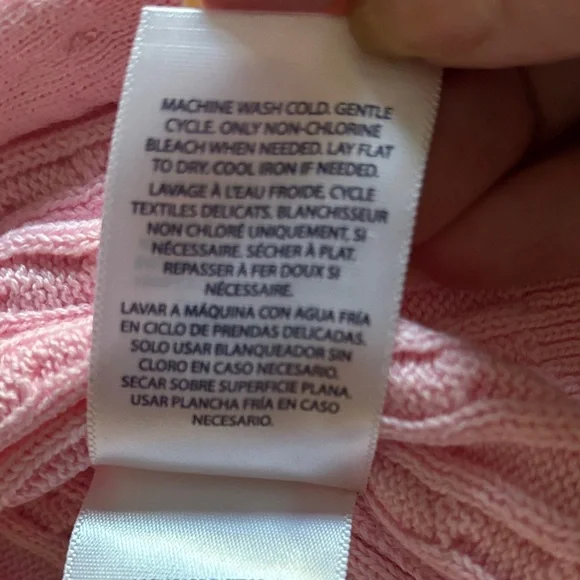 MACHINE WASH COLD. GENTLE
CYCLE. ONLY NON-CHLORINE
BLEACH WHEN NEEDED. LAY FLAT
TO DRY. COOL IRON IF NEEDED.
LAVAGE À L'EAU FROIDE, CYCLE
TEXTILES DELICATS. BLANCHISSEUR
NON CHLORÉ UNIQUEMENT, SI
NÉCESSAIRE. SÉCHER À PLAT.
REPASSER À FER DOUX SI
NÉCESSAIRE.
LAVAR A MÁQUINA CON AGUA FRÍA
EN CICLO DE PRENDAS DELICADAS.
SOLO USAR BLANQUEADOR SIN
CLORO EN CASO NECESARIO.
SECAR SOBRE SUPERFICIE PLANA.
USAR PLANCHA FRÍA EN CASO
NECESARIO.